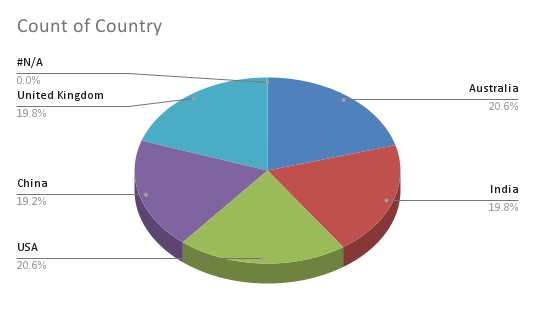 Count of Country
#N/A
0.0%
United Kingdom
19.8%
China
19.2%
USA
20.6%
Australia
20.6%
India
19.8%